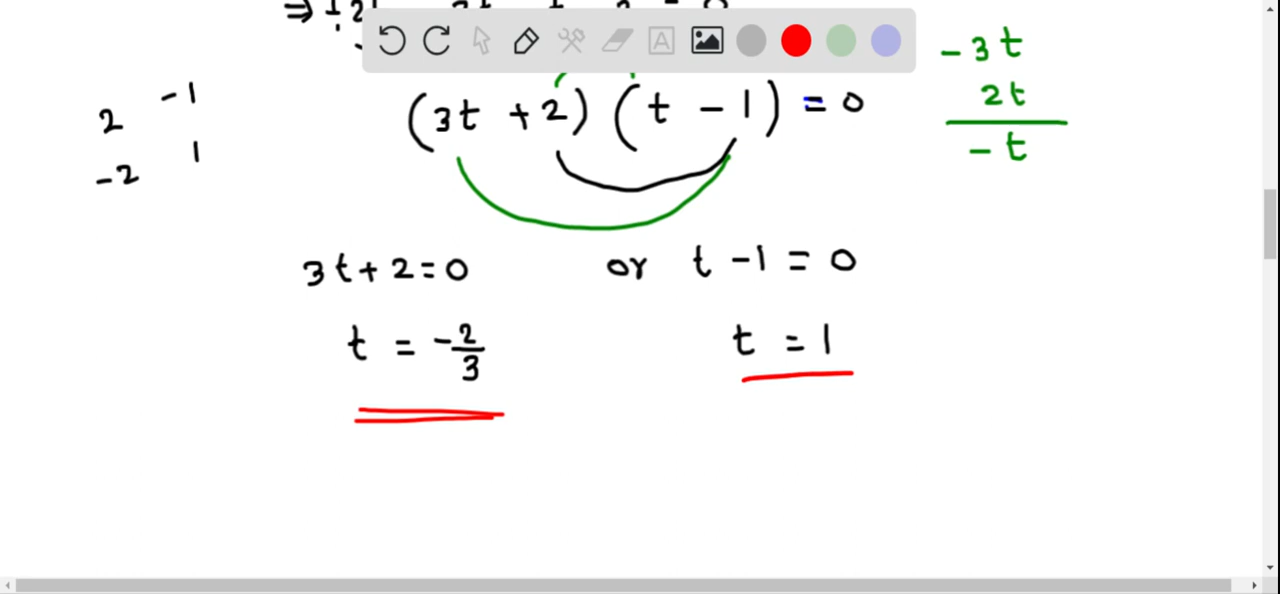 - 3t
2t
- t
2 -1
-2 1
(3t + 2) (t - 1) = 0
3t + 2 = 0 or t - 1 = 0
t = -2/3 t = 1
A